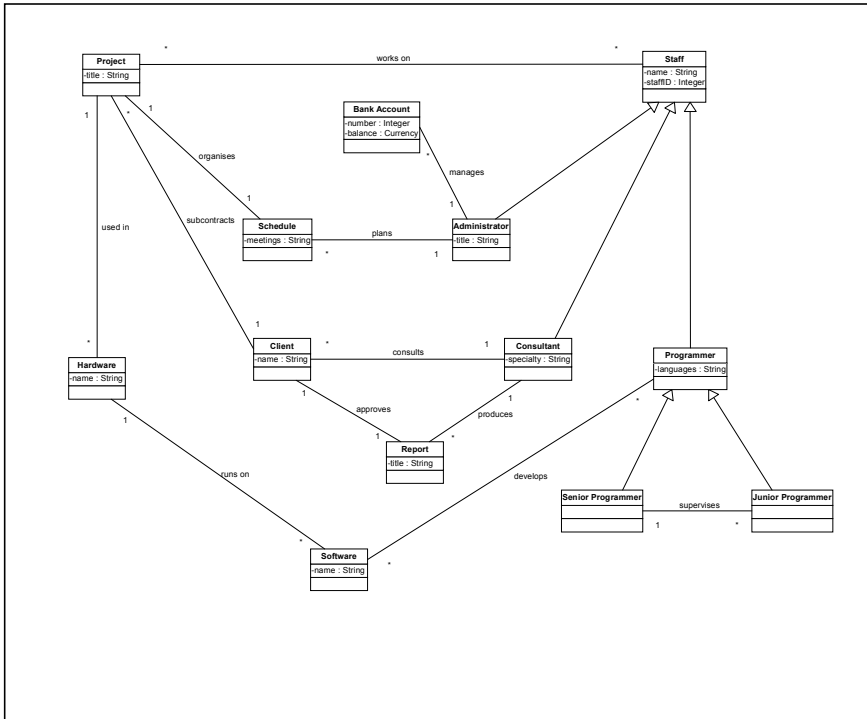 * works on *
Project
-title : String
Staff
-name : String
-staffID : Integer
Bank Account
-number : Integer
-balance : Currency
1 * 1
organises
* manages
1 1
subcontracts
Schedule
-meetings : String
plans
Administrator
-title : String
used in
* 1
1 * consults 1
Client
-name : String
Consultant
-specialty : String
Programmer
-languages : String
*
Hardware
-name : String
1 approves 1 produces 1 * *
1
Report
-title : String
runs on
develops
Senior Programmer
supervises
Junior Programmer
1 *
* *
Software
-name : String